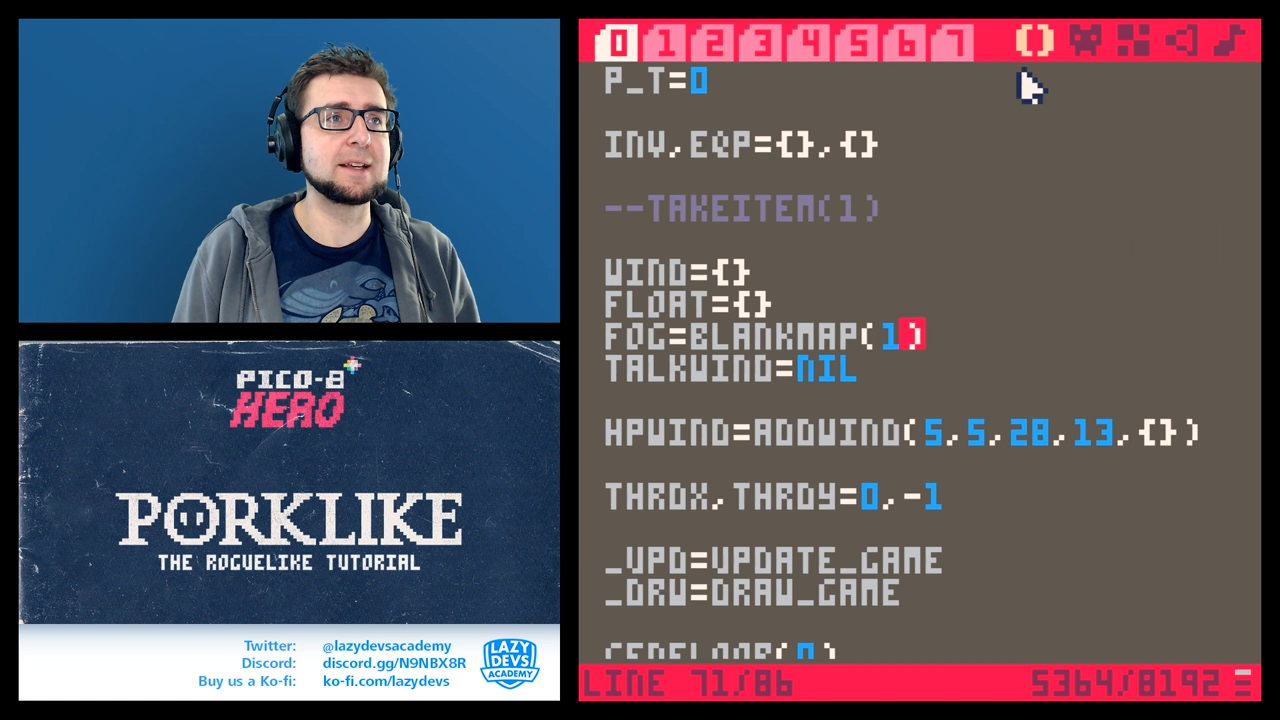 0 1 2 3 4 5 6 7
P_T=0
INV,EQP={},{}
--TAKEITEM(1)
WIND={}
FLOAT={}
FOG=BLANKMAP(1)
TALKWIND=NIL
HPWIND=ADDWIND(5,5,28,13,{})
THRDX,THRDY=0,-1
_UPD=UPDATE_GAME
_DRW=DRAW_GAME
GENFLOOR(0)
LINE 71/86 5364/8192
PICO-8
HERO
PORKLIKE
THE ROGUELIKE TUTORIAL
Twitter: @lazydevsacademy
Discord: discord.gg/N9NBX8R
Buy us a Ko-fi: ko-fi.com/lazydevs
LAZY
DEVS
ACADEMY